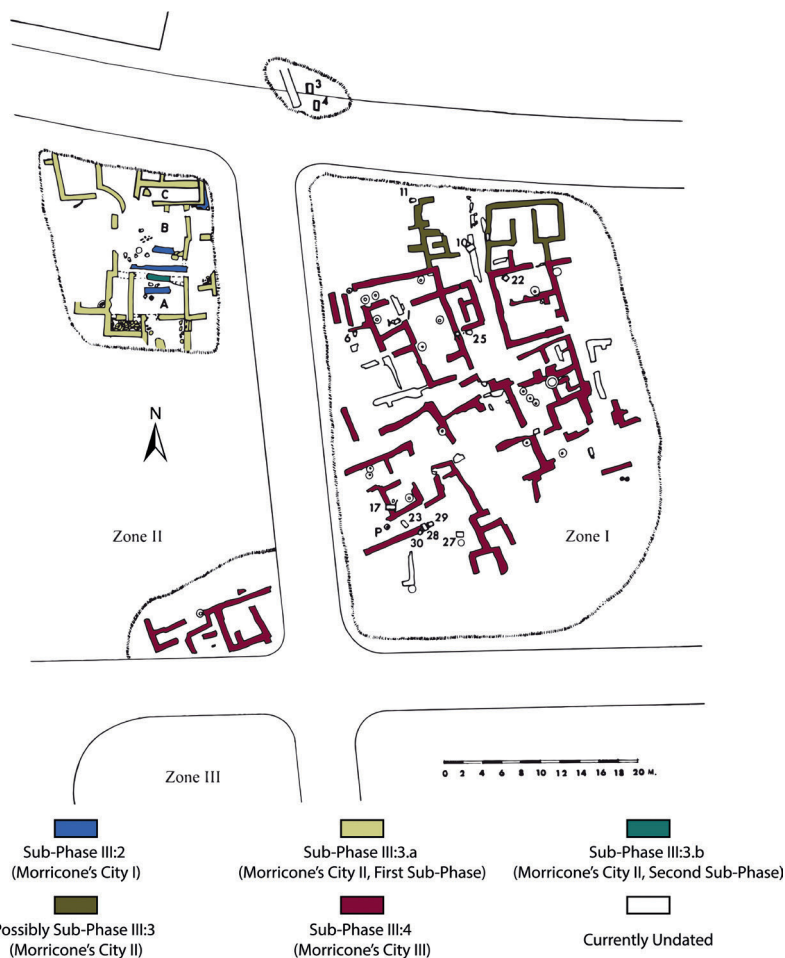 3
4
C
11
B
10
22
A
6
25
N
17
23
29
Zone II
P
28
Zone I
30
27
Zone III
0 2 4 6 8 10 12 14 16 18 20 M.
Sub-Phase III:2
(Morricone's City I)
Sub-Phase III:3.a
(Morricone's City II, First Sub-Phase)
Sub-Phase III:3.b
(Morricone's City II, Second Sub-Phase)
ossibly Sub-Phase III:3
(Morricone's City II)
Sub-Phase III:4
(Morricone's City III)
Currently Undated